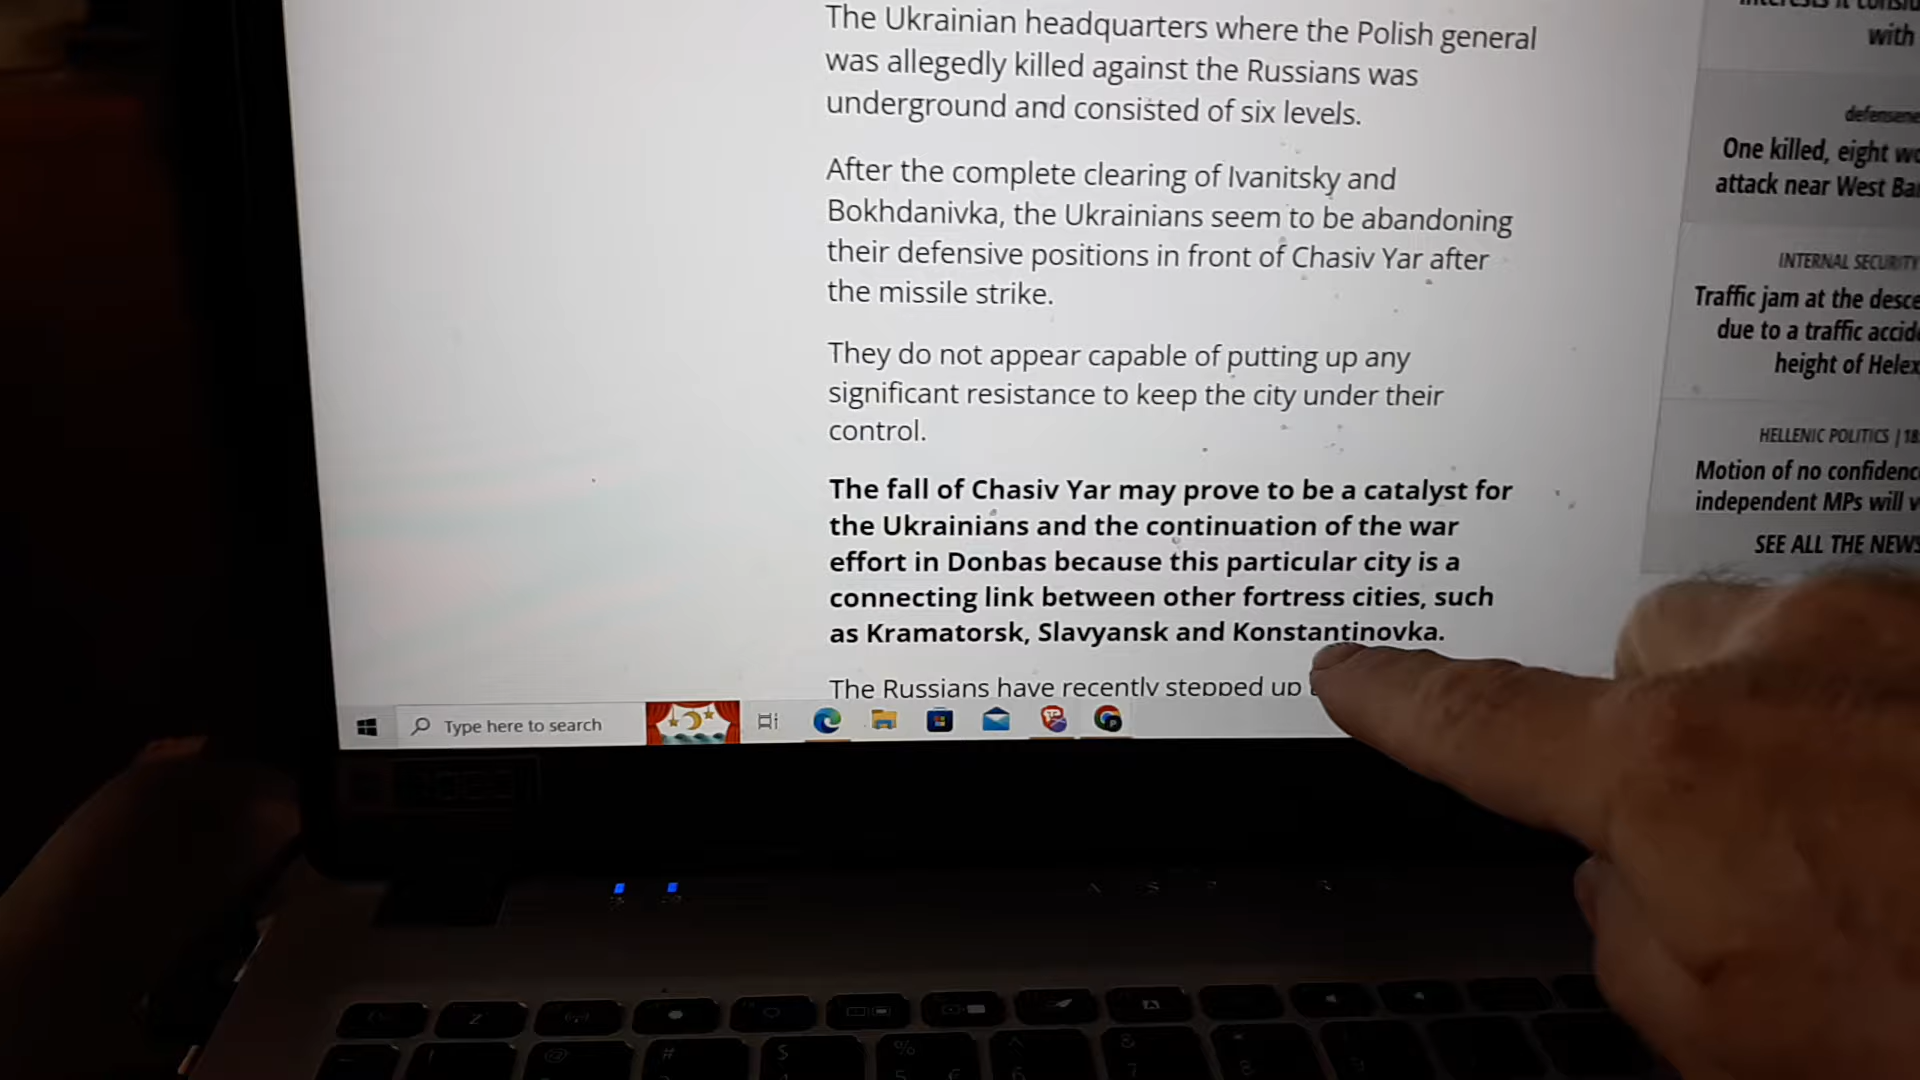 The Ukrainian headquarters where the Polish general
was allegedly killed against the Russians was
underground and consisted of six levels.
After the complete clearing of Ivanitsky and
Bokhdanivka, the Ukrainians seem to be abandoning
their defensive positions in front of Chasiv Yar after
the missile strike.
They do not appear capable of putting up any
significant resistance to keep the city under their
control.
The fall of Chasiv Yar may prove to be a catalyst for
the Ukrainians and the continuation of the war
effort in Donbas because this particular city is a
connecting link between other fortress cities, such
as Kramatorsk, Slavyansk and Konstantinovka.
The Russians have recently stepped up
with
One killed, eight
attack near West
INTERNAL SECURITY
Traffic jam at the
due to a traffic
height of
HELLENIC POLITICS | 18
Motion of no
independent MPs will
SEE ALL THE NEWS
Type here to search